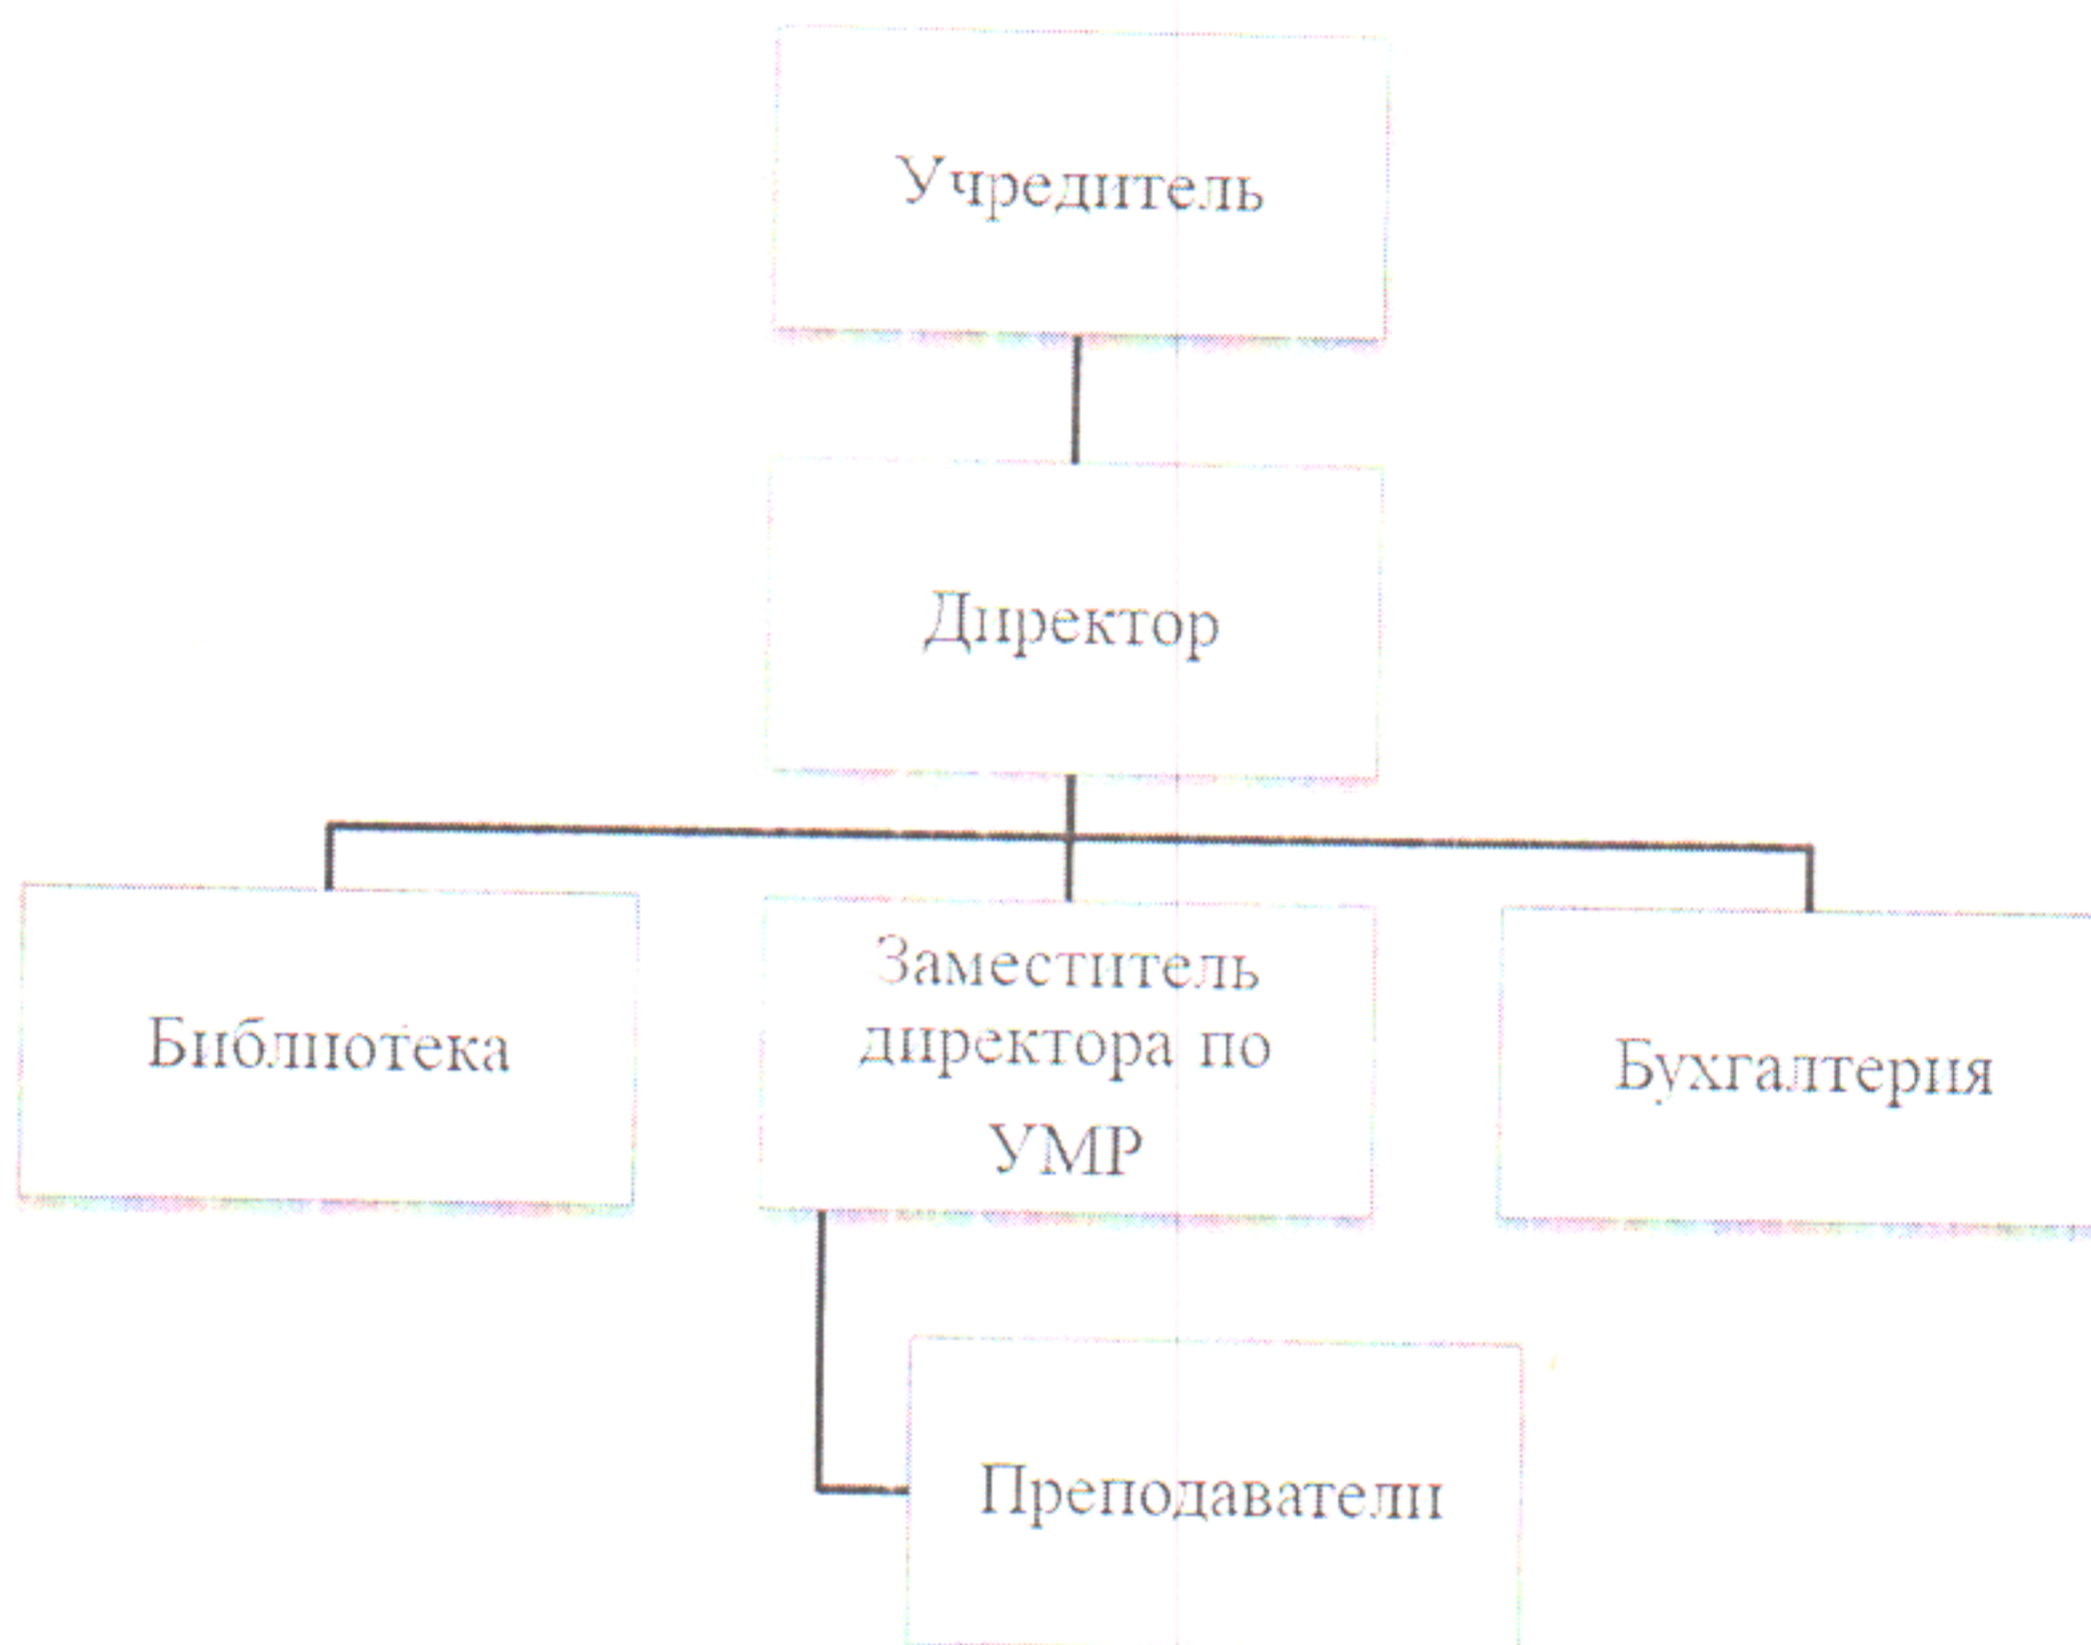 Учредитель
Директор
Библиотека
Заместитель
директора по
УМР
Бухгалтерия
Преподаватели